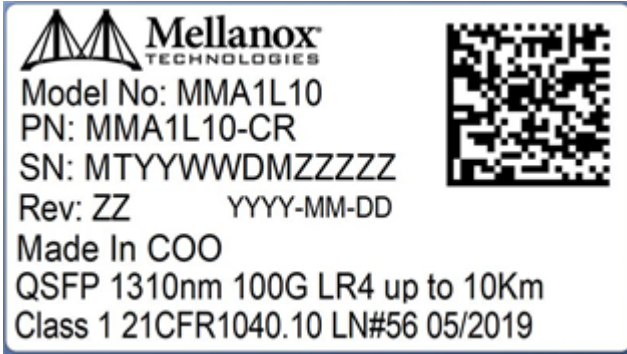 Mellanox
TECHNOLOGIES
Model No: MMA1L10
PN: MMA1L10-CR
SN: MTYYWWDMZZZZZ
Rev: ZZ YYYY-MM-DD
Made In COO
QSFP 1310nm 100G LR4 up to 10Km
Class 1 21CFR1040.10 LN#56 05/2019